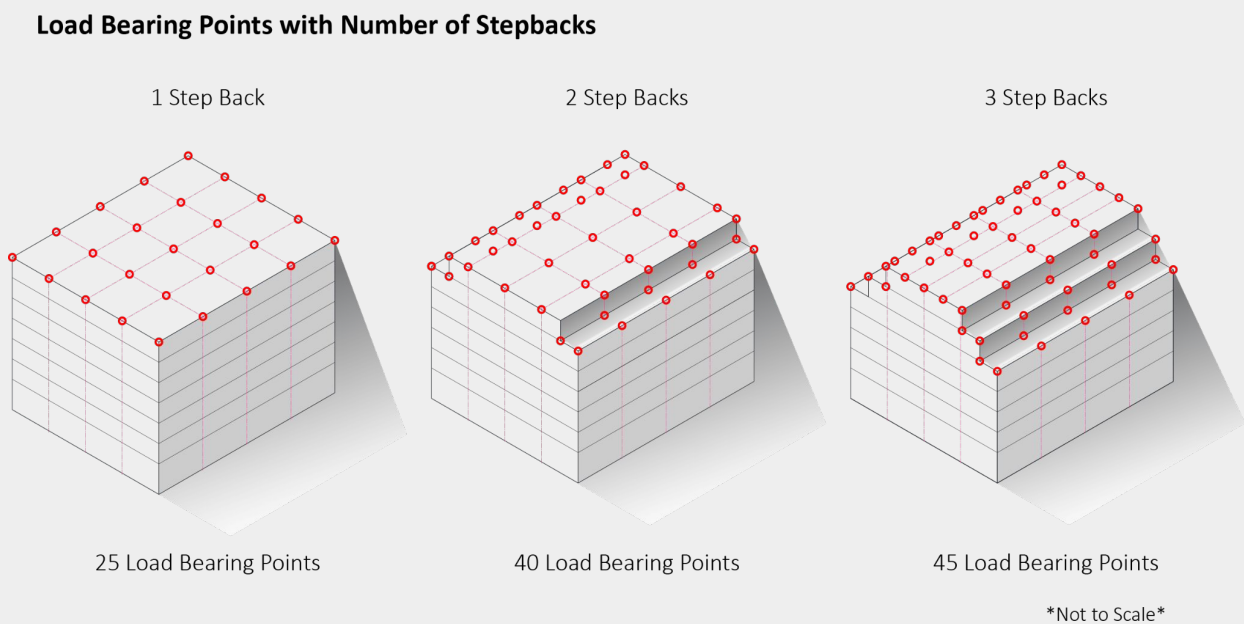 Load Bearing Points with Number of Stepbacks
1 Step Back
2 Step Backs
3 Step Backs
25 Load Bearing Points
40 Load Bearing Points
45 Load Bearing Points
*Not to Scale*